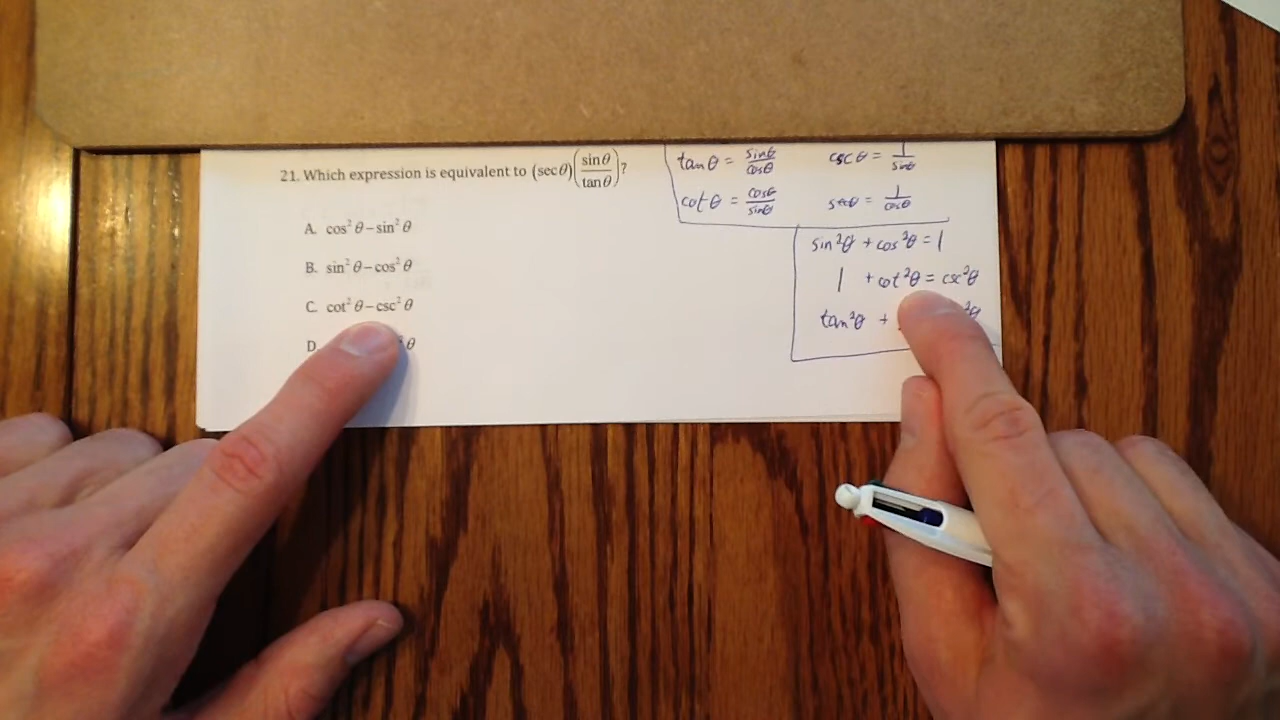 21. Which expression is equivalent to (secθ)(sinθ/tanθ)?
A. cos²θ−sin²θ
B. sin²θ−cos²θ
C. cot²θ−csc²θ
D. θ
tanθ = sinθ/cosθ
cscθ = 1/sinθ
cotθ = cosθ/sinθ
secθ = 1/cosθ
sin²θ + cos²θ = 1
1 + cot²θ = csc²θ
tan²θ + ²θ